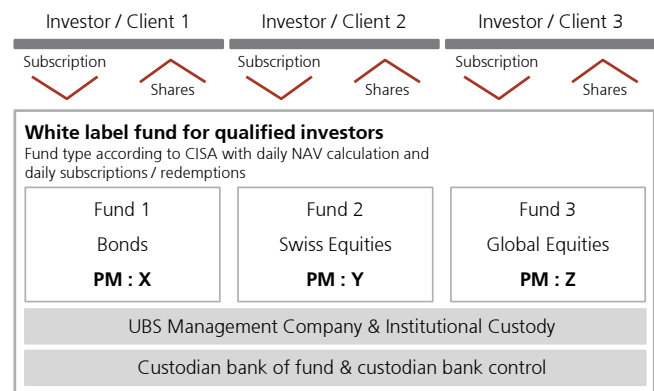 Investor / Client 1
Investor / Client 2
Investor / Client 3
Subscription
Shares
Subscription
Shares
Subscription
Shares
White label fund for qualified investors
Fund type according to CISA with daily NAV calculation and
daily subscriptions / redemptions
Fund 1
Bonds
PM : X
Fund 2
Swiss Equities
PM : Y
Fund 3
Global Equities
PM : Z
UBS Management Company & Institutional Custody
Custodian bank of fund & custodian bank control